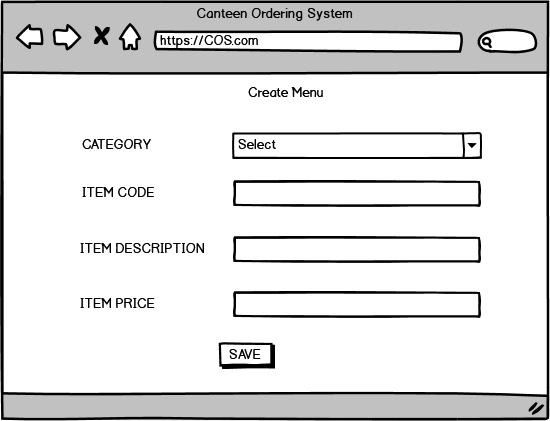 Canteen Ordering System
https://COS.com
Create Menu
CATEGORY Select
ITEM CODE
ITEM DESCRIPTION
ITEM PRICE
SAVE